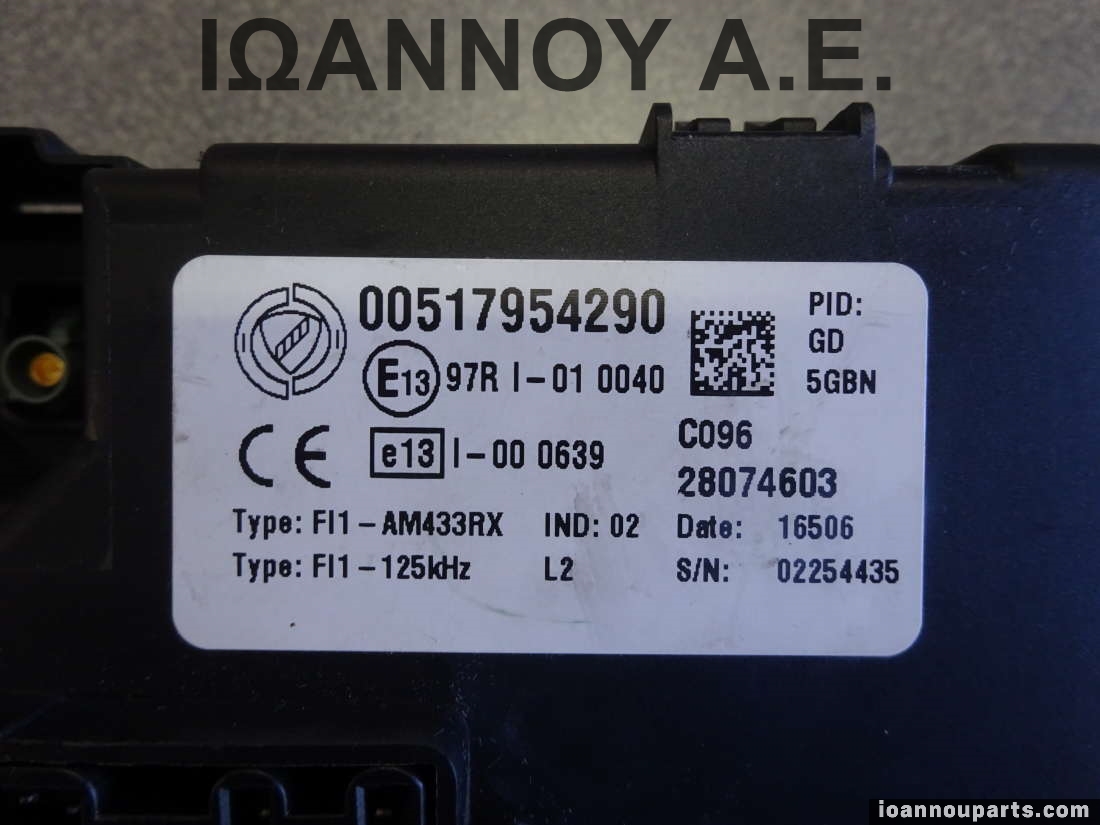 ΙΩΑΝΝΟΥ Α.Ε.
00517954290
PID:
GD
5GBN
E13 97R I-01 0040
CE e13 I-00 0639
C096
28074603
Type: FI1-AM433RX IND: 02 Date: 16506
Type: FI1-125kHz L2 S/N: 02254435
ioannouparts.com